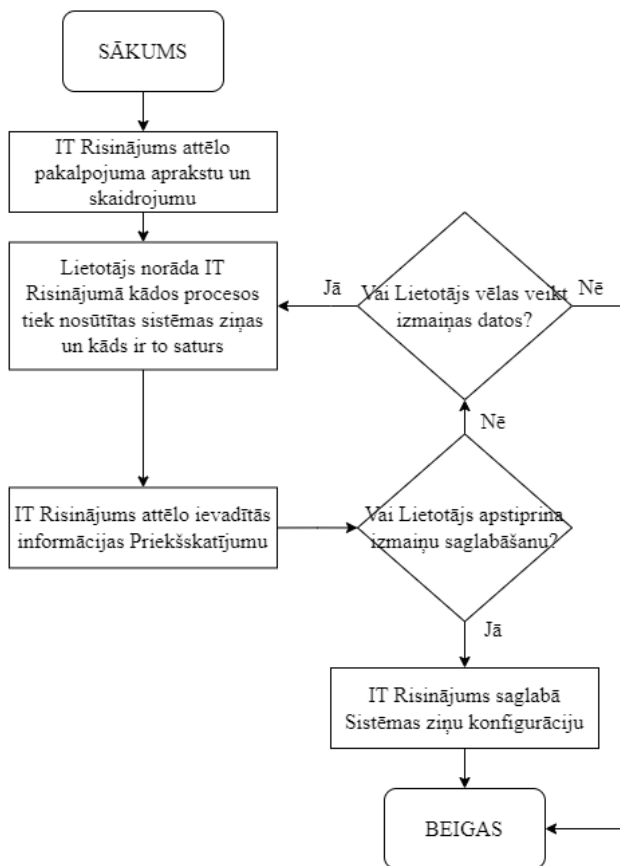 SĀKUMS
IT Risinājums attēlo
pakalpojuma aprakstu un
skaidrojumu
Lietotājs norāda IT
Risinājumā kādos procesos
tiek nosūtītas sistēmas ziņas
un kāds ir to saturs
Jā
Vai Lietotājs vēlas veikt
izmaiņas datos?
Nē
Nē
IT Risinājums attēlo ievadītās
informācijas Priekšskatījumu
Vai Lietotājs apstiprina
izmaiņu saglabāšanu?
Jā
IT Risinājums saglabā
Sistēmas ziņu konfigurāciju
BEIGAS